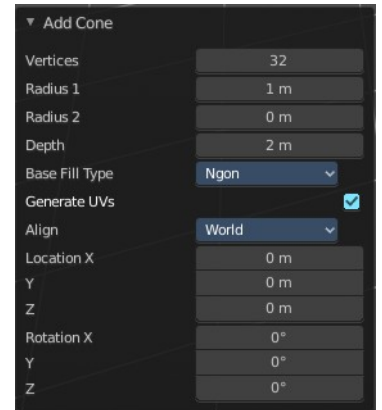 Add Cone
Vertices 32
Radius 1 1 m
Radius 2 0 m
Depth 2 m
Base Fill Type Ngon
Generate UVs
Align World
Location X 0 m
Y 0 m
Z 0 m
Rotation X 0°
Y 0°
Z 0°